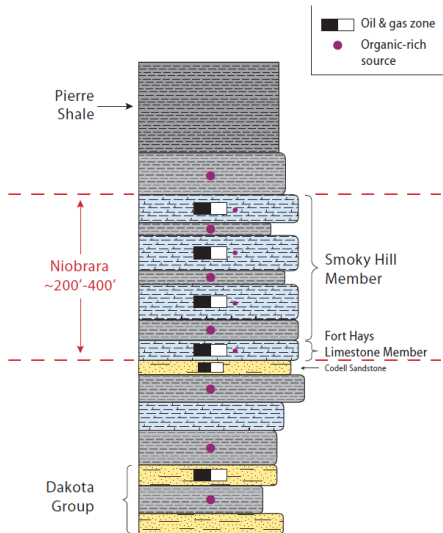 Oil & gas zone
Organic-rich
source
Pierre
Shale
Niobrara
~200'-400'
Smoky Hill
Member
Fort Hays
Limestone Member
Codell Sandstone
Dakota
Group